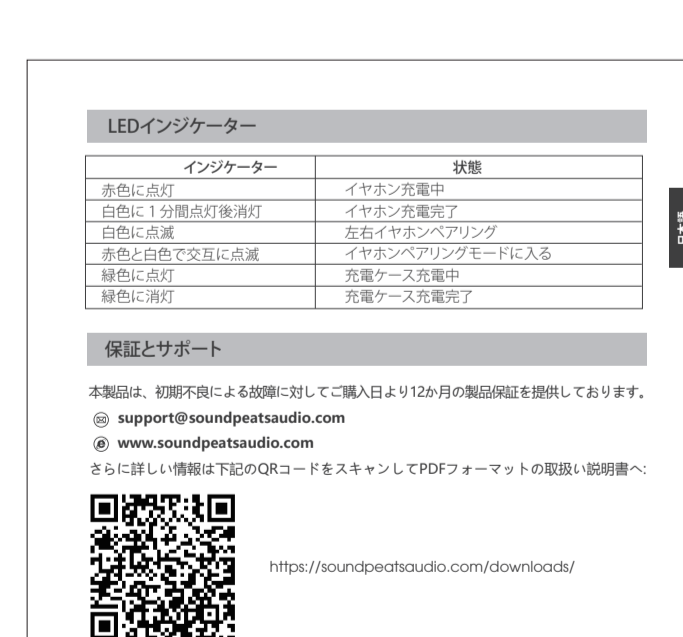 LEDインジケーター
インジケーター 状態
赤色に点灯 イヤホン充電中
白色に１分間点灯後消灯 イヤホン充電完了
白色に点滅 左右イヤホンペアリング
赤色と白色で交互に点滅 イヤホンペアリングモードに入る
緑色に点灯 充電ケース充電中
緑色に消灯 充電ケース充電完了
日本語
保証とサポート
本製品は、初期不良による故障に対してご購入日より12か月の製品保証を提供しております。
support@soundpeatsaudio.com
www.soundpeatsaudio.com
さらに詳しい情報は下記のQRコードをスキャンしてPDFフォーマットの取扱い説明書へ:
https://soundpeatsaudio.com/downloads/